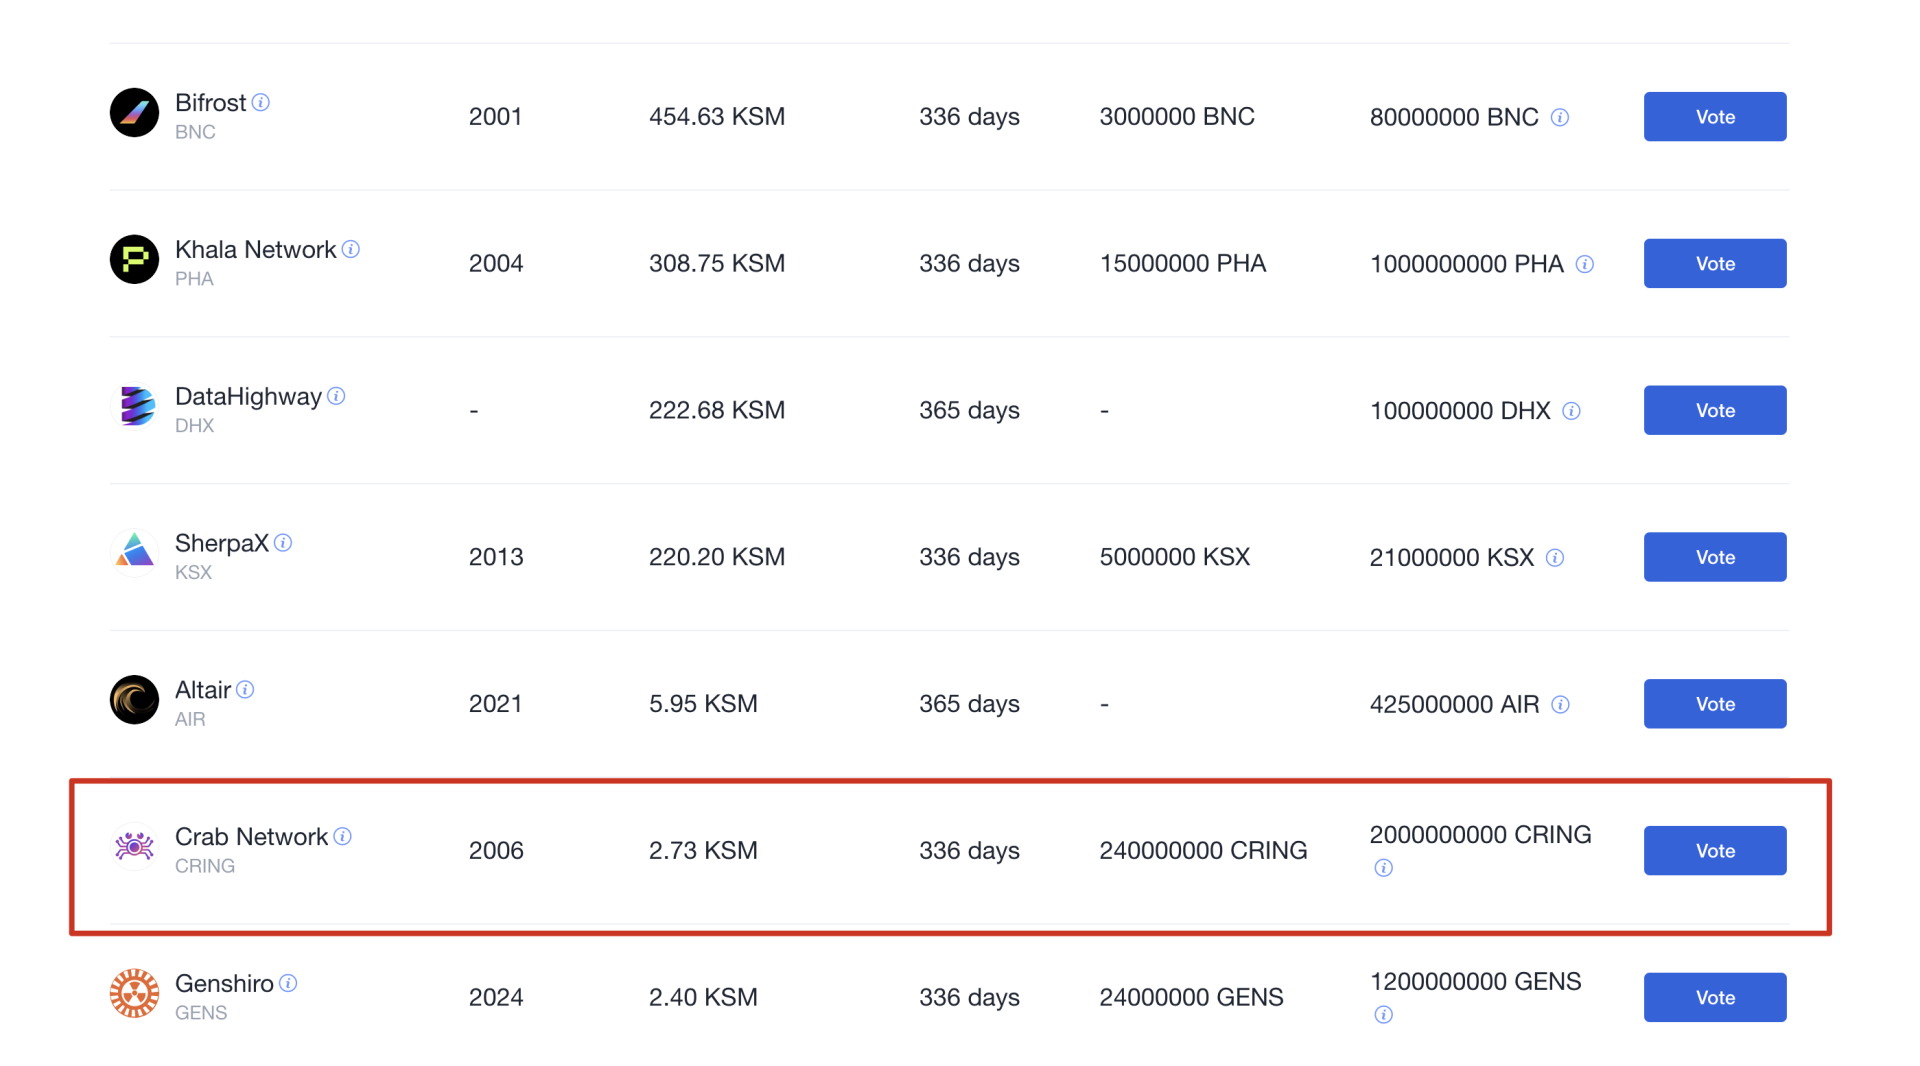 Bifrost
BNC
2001
454.63 KSM
336 days
3000000 BNC
80000000 BNC
Vote
Khala Network
PHA
2004
308.75 KSM
336 days
15000000 PHA
1000000000 PHA
Vote
DataHighway
DHX
-
222.68 KSM
365 days
-
100000000 DHX
Vote
SherpaX
KSX
2013
220.20 KSM
336 days
5000000 KSX
21000000 KSX
Vote
Altair
AIR
2021
5.95 KSM
365 days
-
425000000 AIR
Vote
Crab Network
CRING
2006
2.73 KSM
336 days
240000000 CRING
2000000000 CRING
Vote
Genshiro
GENS
2024
2.40 KSM
336 days
24000000 GENS
1200000000 GENS
Vote